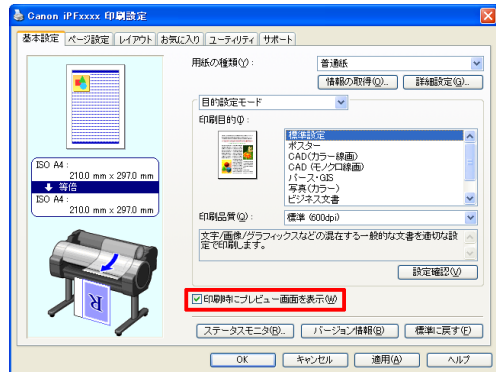 Canon iPFxxxx 印刷設定
基本設定 ページ設定 レイアウト お気に入り ユーティリティ サポート
用紙の種類(Y):
普通紙
情報の取得(Q)...
詳細設定(G)...
目的設定モード
印刷目的(I):
標準設定
ポスター
CAD(カラー線画)
CAD (モノクロ線画)
パース・GIS
写真(カラー)
ビジネス文書
ISO A4 :
210.0 mm x 297.0 mm
等倍
ISO A4 :
210.0 mm x 297.0 mm
印刷品質(Q):
標準 (600dpi)
文字/画像/グラフィックスなどの混在する一般的な文書を適切な設
定で印刷します。
設定確認(V)
印刷時にプレビュー画面を表示(W)
ステータスモニタ(R)...
バージョン情報(B)
標準に戻す(E)
OK
キャンセル
適用(A)
ヘルプ